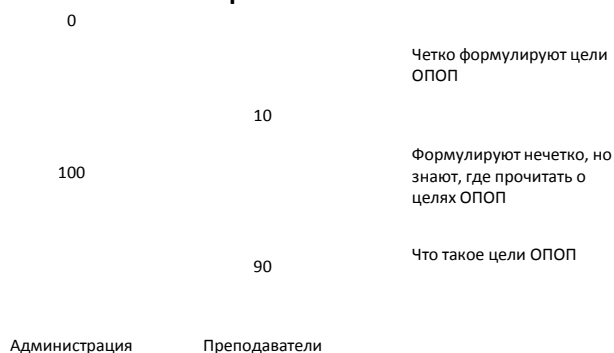 0
Четко формулируют цели
ОПОП
10
Формулируют нечетко, но
знают, где прочитать о
целях ОПОП
100
Что такое цели ОПОП
90
Администрация
Преподаватели